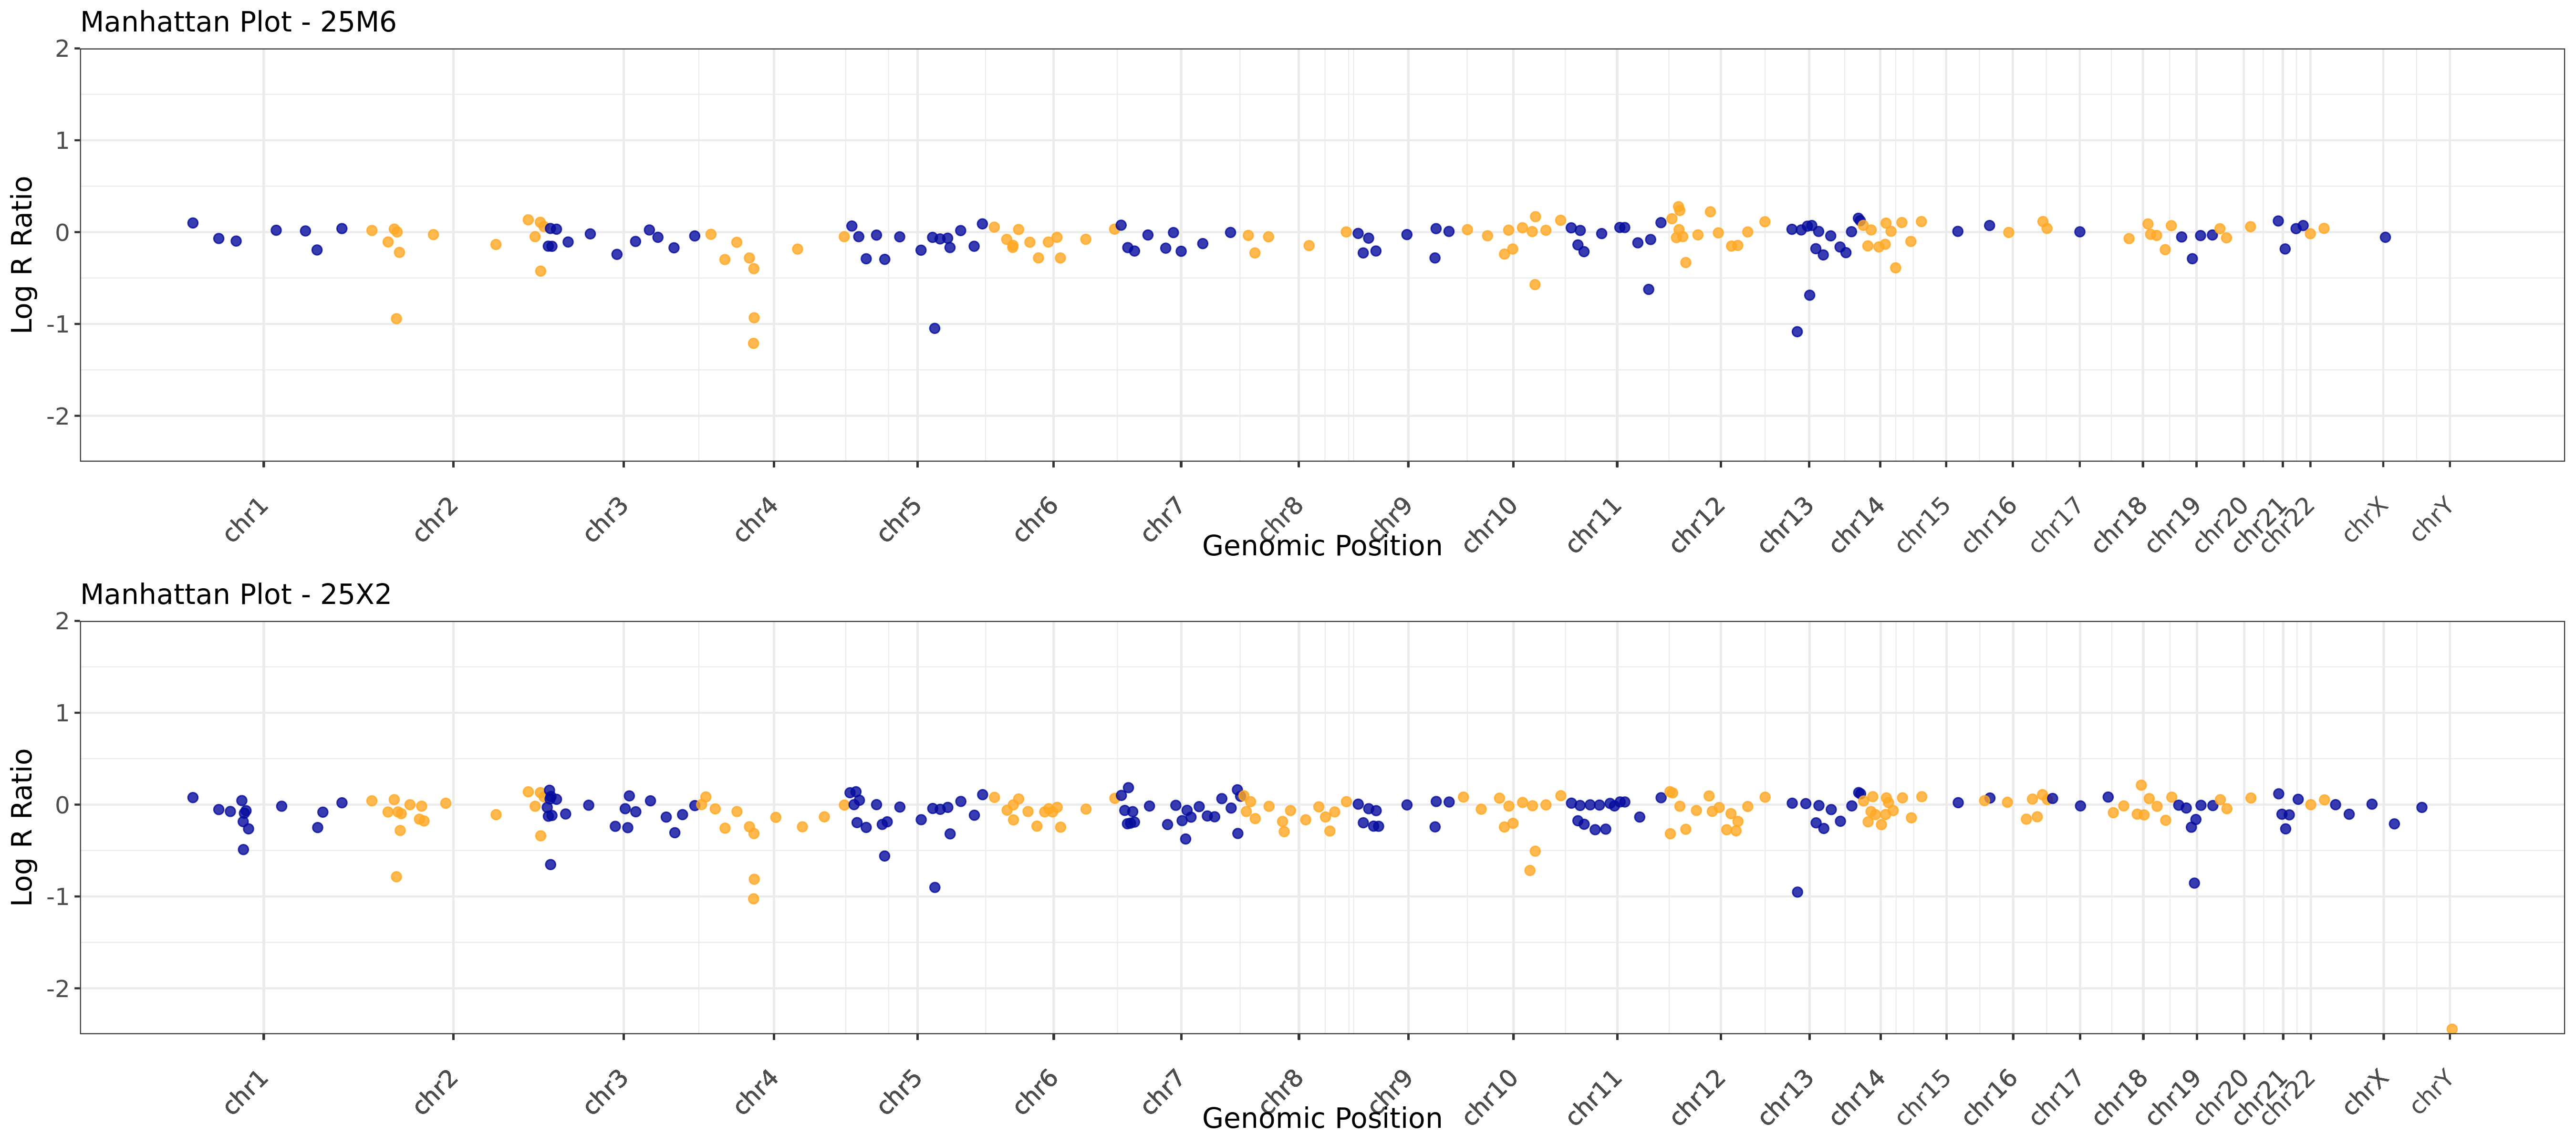 Manhattan Plot - 25M6
2
1
0
-1
-2
Log R Ratio
chr1 chr2 chr3 chr4 chr5 chr6 chr7 chr8 chr9 chr10 chr11 chr12 chr13 chr14 chr15 chr16 chr17 chr18 chr19 chr20 chr21 chr22 chrX chrY
Genomic Position
Manhattan Plot - 25X2
2
1
0
-1
-2
Log R Ratio
chr1 chr2 chr3 chr4 chr5 chr6 chr7 chr8 chr9 chr10 chr11 chr12 chr13 chr14 chr15 chr16 chr17 chr18 chr19 chr20 chr21 chr22 chrX chrY
Genomic Position